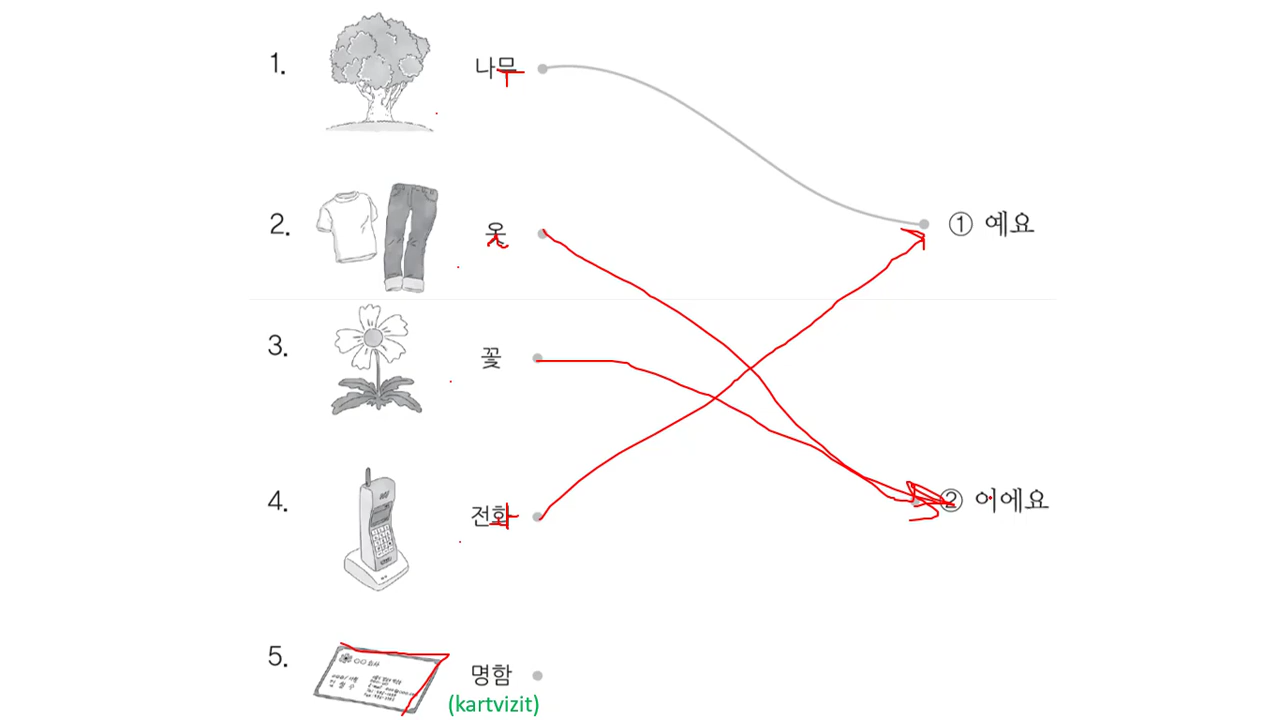 1. 나무
① 예요
2. 옷
3. 꽃
4. 전화
② 이에요
5. 명함
(kartvizit)